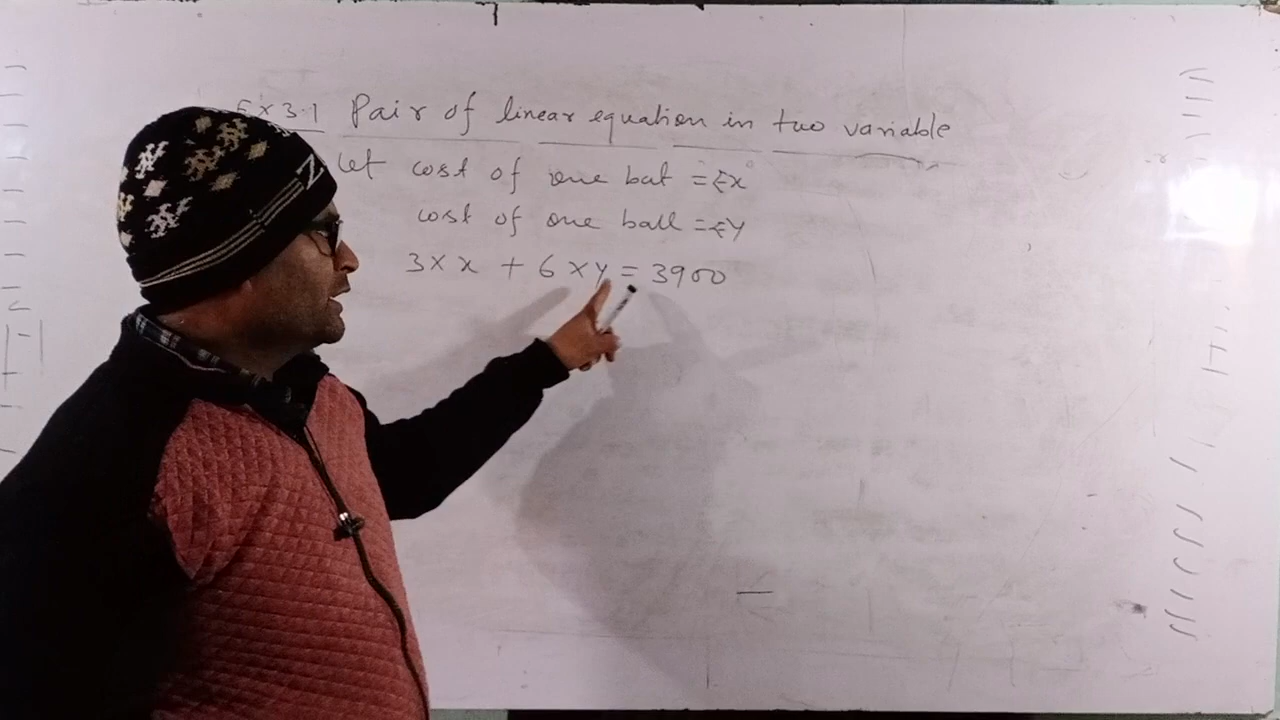 Ex 3.1 Pair of linear equation in two variable
Let cost of one bat = ₹x
cost of one ball = ₹y
3 × x + 6 × y = 3900
Z